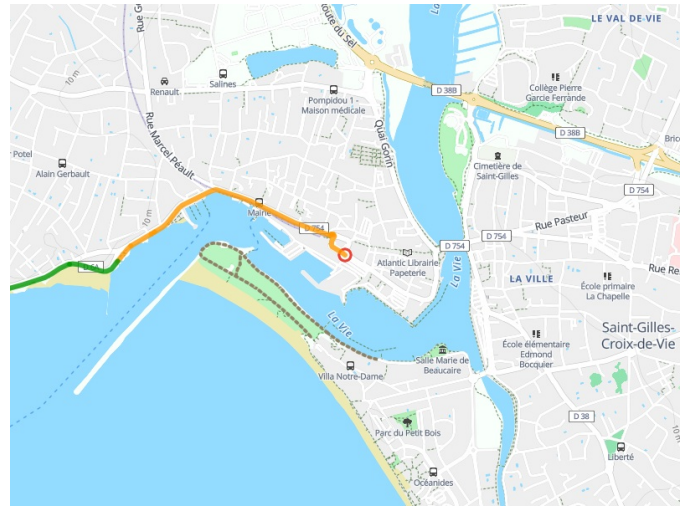 Rue G
Route du Sel
La V
LE VAL DE VIE
Renault
Salines
Pompidou 1 -
Maison médicale
D 38B
Collège Pierre
Garcie Ferrande
10 m
Rue Marcel Péault
Quai Gorin
D 38B
Bric
Potel
Alain Gerbault
Cimetière de
Saint-Gilles
D 754
Mairie
10 m
D 754
Rue Pasteur
D 754
D 754
Atlantic Librairie
Papeterie
La Vie
LA VILLE
Rue Re
D 6A
École primaire
La Chapelle
La Vie
École élémentaire
Edmond
Bocquier
Saint-Gilles-
Croix-de-Vie
Salle Marie de
Beaucaire
Villa Notre-Dame
D 38
Parc du Petit Bois
Liberté
Océanides